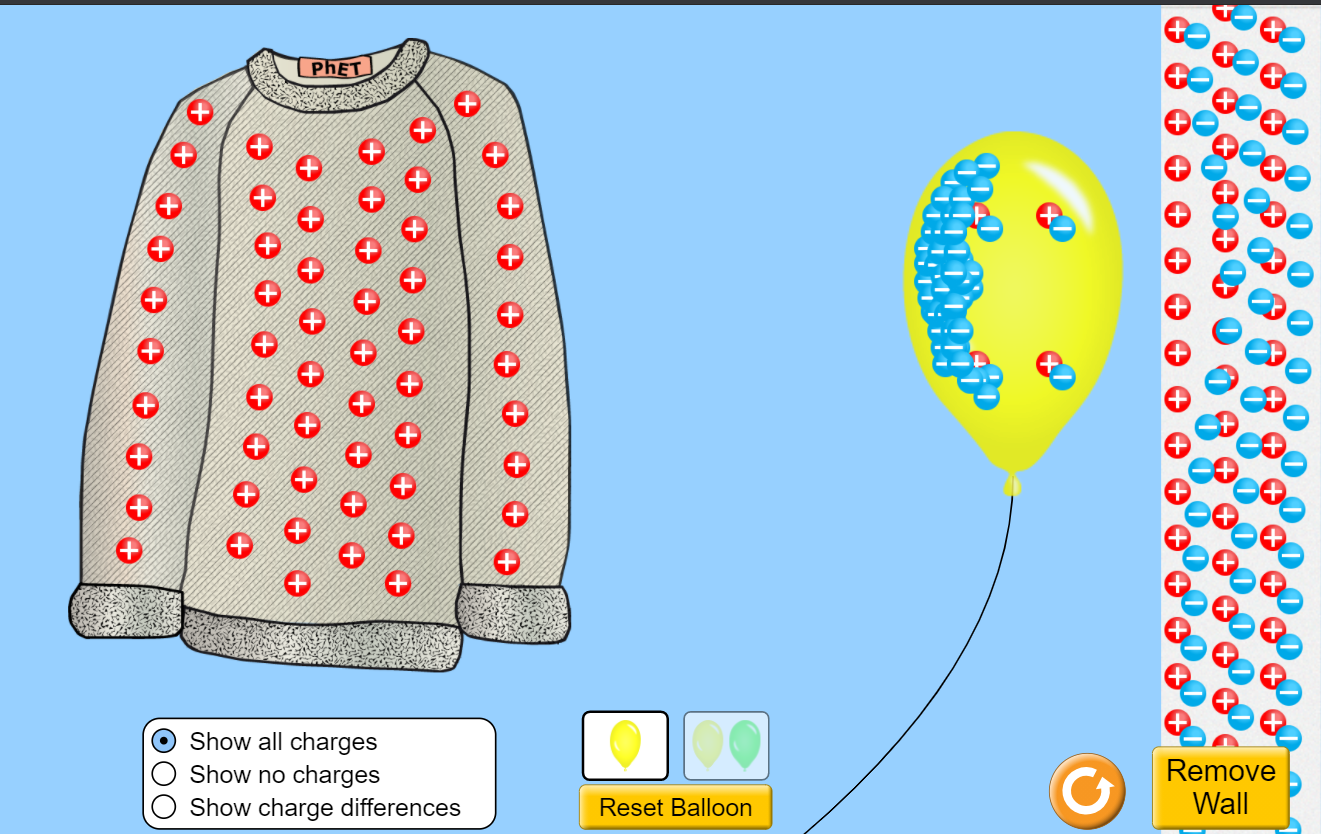 PhET
Show all charges
Show no charges
Show charge differences
Reset Balloon
Remove
Wall